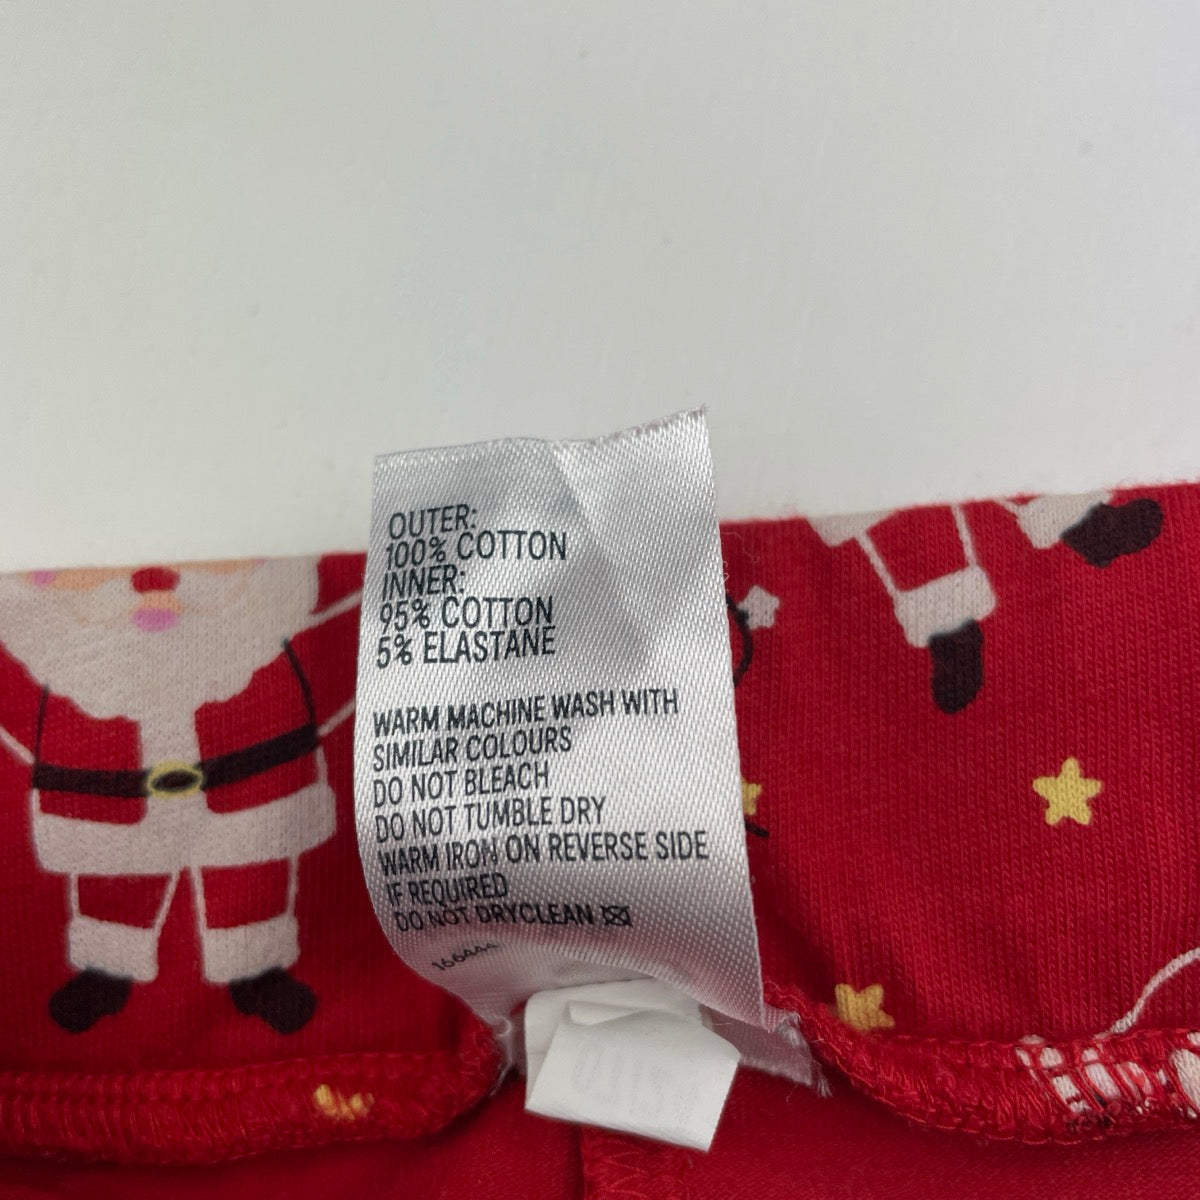 OUTER:
100% COTTON
INNER:
95% COTTON
5% ELASTANE
WARM MACHINE WASH WITH
SIMILAR COLOURS
DO NOT BLEACH
DO NOT TUMBLE DRY
WARM IRON ON REVERSE SIDE
IF REQUIRED
DO NOT DRYCLEAN
166444